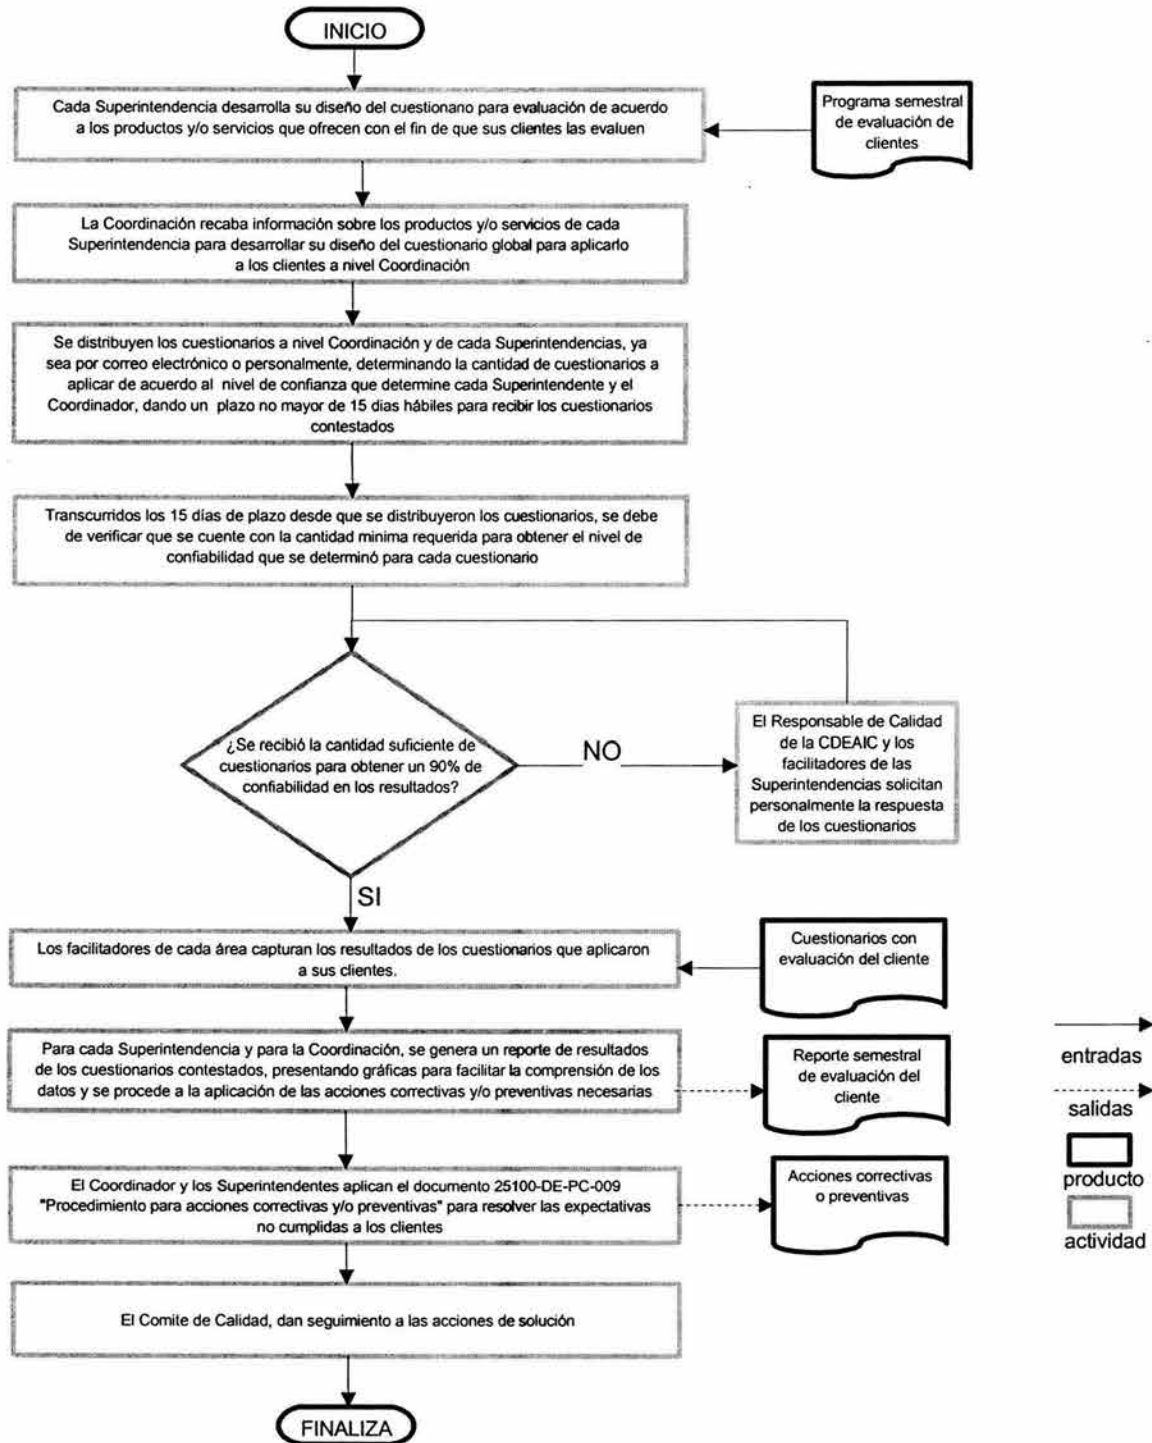 INICIO
Cada Superintendencia desarrolla su diseño del cuestionano para evaluación de acuerdo
a los productos y/o servicios que ofrecen con el fin de que sus clientes las evaluen
Programa semestral
de evaluación de
clientes
La Coordinación recaba información sobre los productos y/o servicios de cada
Superintendencia para desarrollar su diseño del cuestionario global para aplicarlo
a los clientes a nivel Coordinación
Se distribuyen los cuestionarios a nivel Coordinación y de cada Superintendencias, ya
sea por correo electrónico o personalmente, determinando la cantidad de cuestionarios a
aplicar de acuerdo al nivel de confianza que determine cada Superintendente y el
Coordinador, dando un plazo no mayor de 15 dias hábiles para recibir los cuestionarios
contestados
Transcurridos los 15 días de plazo desde que se distribuyeron los cuestionarios, se debe
de verificar que se cuente con la cantidad minima requerida para obtener el nivel de
confiabilidad que se determinó para cada cuestionario
¿Se recibió la cantidad suficiente de
cuestionarios para obtener un 90% de
confiabilidad en los resultados?
NO
El Responsable de Calidad
de la CDEAIC y los
facilitadores de las
Superintendencias solicitan
personalmente la respuesta
de los cuestionarios
SI
Los facilitadores de cada área capturan los resultados de los cuestionarios que aplicaron
a sus clientes.
Cuestionarios con
evaluación del cliente
Para cada Superintendencia y para la Coordinación, se genera un reporte de resultados
de los cuestionarios contestados, presentando gráficas para facilitar la comprensión de los
datos y se procede a la aplicación de las acciones correctivas y/o preventivas necesarias
Reporte semestral
de evaluación del
cliente
El Coordinador y los Superintendentes aplican el documento 25100-DE-PC-009
"Procedimiento para acciones correctivas y/o preventivas" para resolver las expectativas
no cumplidas a los clientes
Acciones correctivas
o preventivas
El Comite de Calidad, dan seguimiento a las acciones de solución
FINALIZA
entradas
salidas
producto
actividad